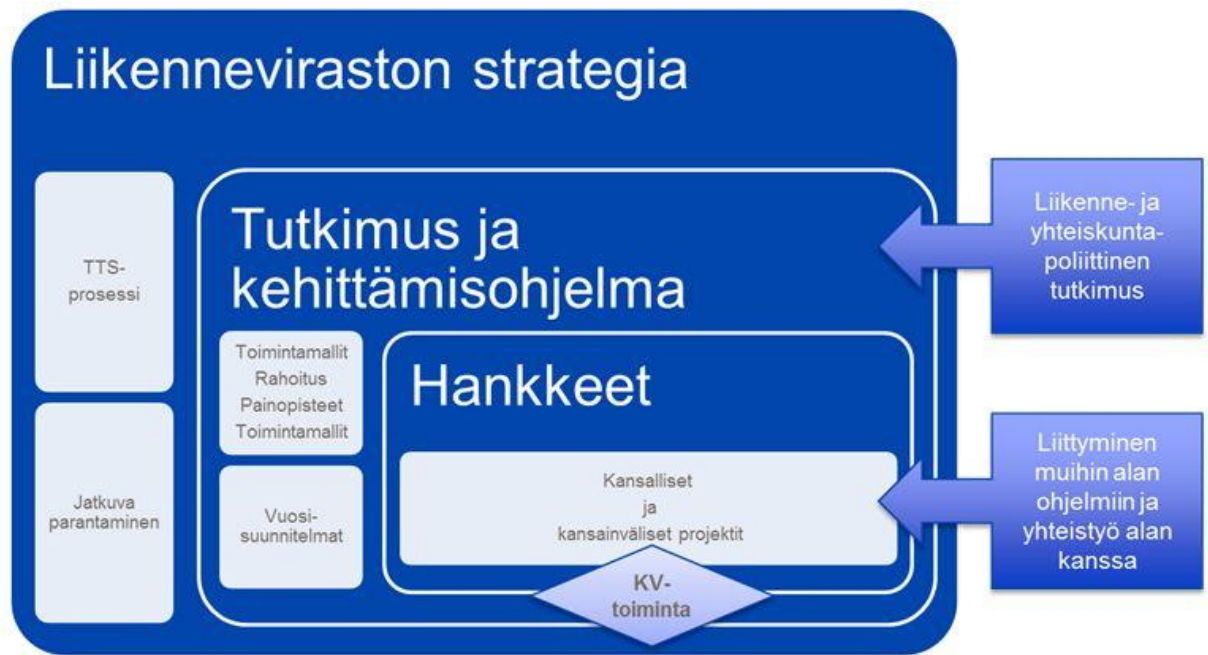 Liikenneviraston strategia
TTS-
prosessi
Jatkuva
parantaminen
Tutkimus ja
kehittämisohjelma
Toimintamallit
Rahoitus
Painopisteet
Toimintamallit
Vuosi-
suunnitelmat
Hankkeet
Kansalliset
ja
kansainväliset projektit
KV-
toiminta
Liikenne- ja
yhteiskunta-
poliittinen
tutkimus
Liittyminen
muihin alan
ohjelmiin ja
yhteistyö alan
kanssa